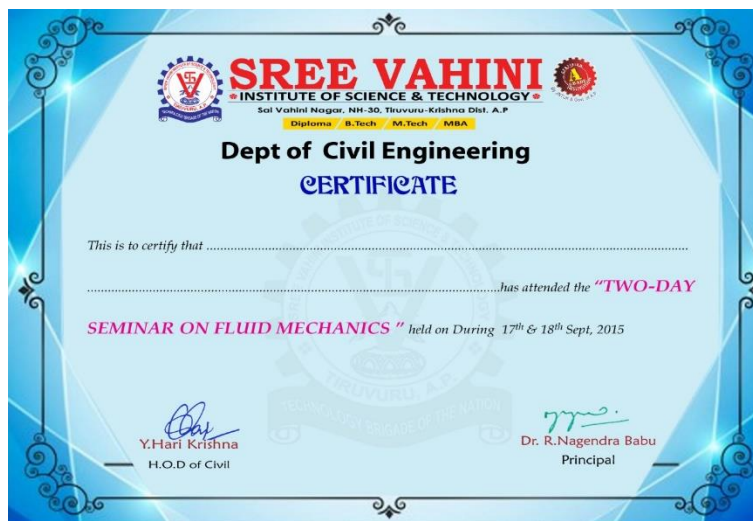 SREE VAHINI
INSTITUTE OF SCIENCE & TECHNOLOGY
Sai Vahini Nagar, NH-30, Tiruvuru-Krishna Dist. A.P
Diploma B.Tech M.Tech MBA
Dept of Civil Engineering
CERTIFICATE
This is to certify that ........................................................................
........................................................................has attended the "TWO-DAY
SEMINAR ON FLUID MECHANICS " held on During 17th & 18th Sept, 2015
Y.Hari Krishna
H.O.D of Civil
Dr. R.Nagendra Babu
Principal
TIRUVURU, A.P.